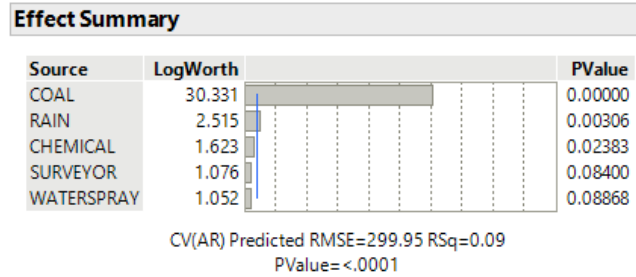 Effect Summary
Source LogWorth PValue
COAL 30.331 0.00000
RAIN 2.515 0.00306
CHEMICAL 1.623 0.02383
SURVEYOR 1.076 0.08400
WATERSPRAY 1.052 0.08868
CV(AR) Predicted RMSE=299.95 RSq=0.09
PValue=<.0001